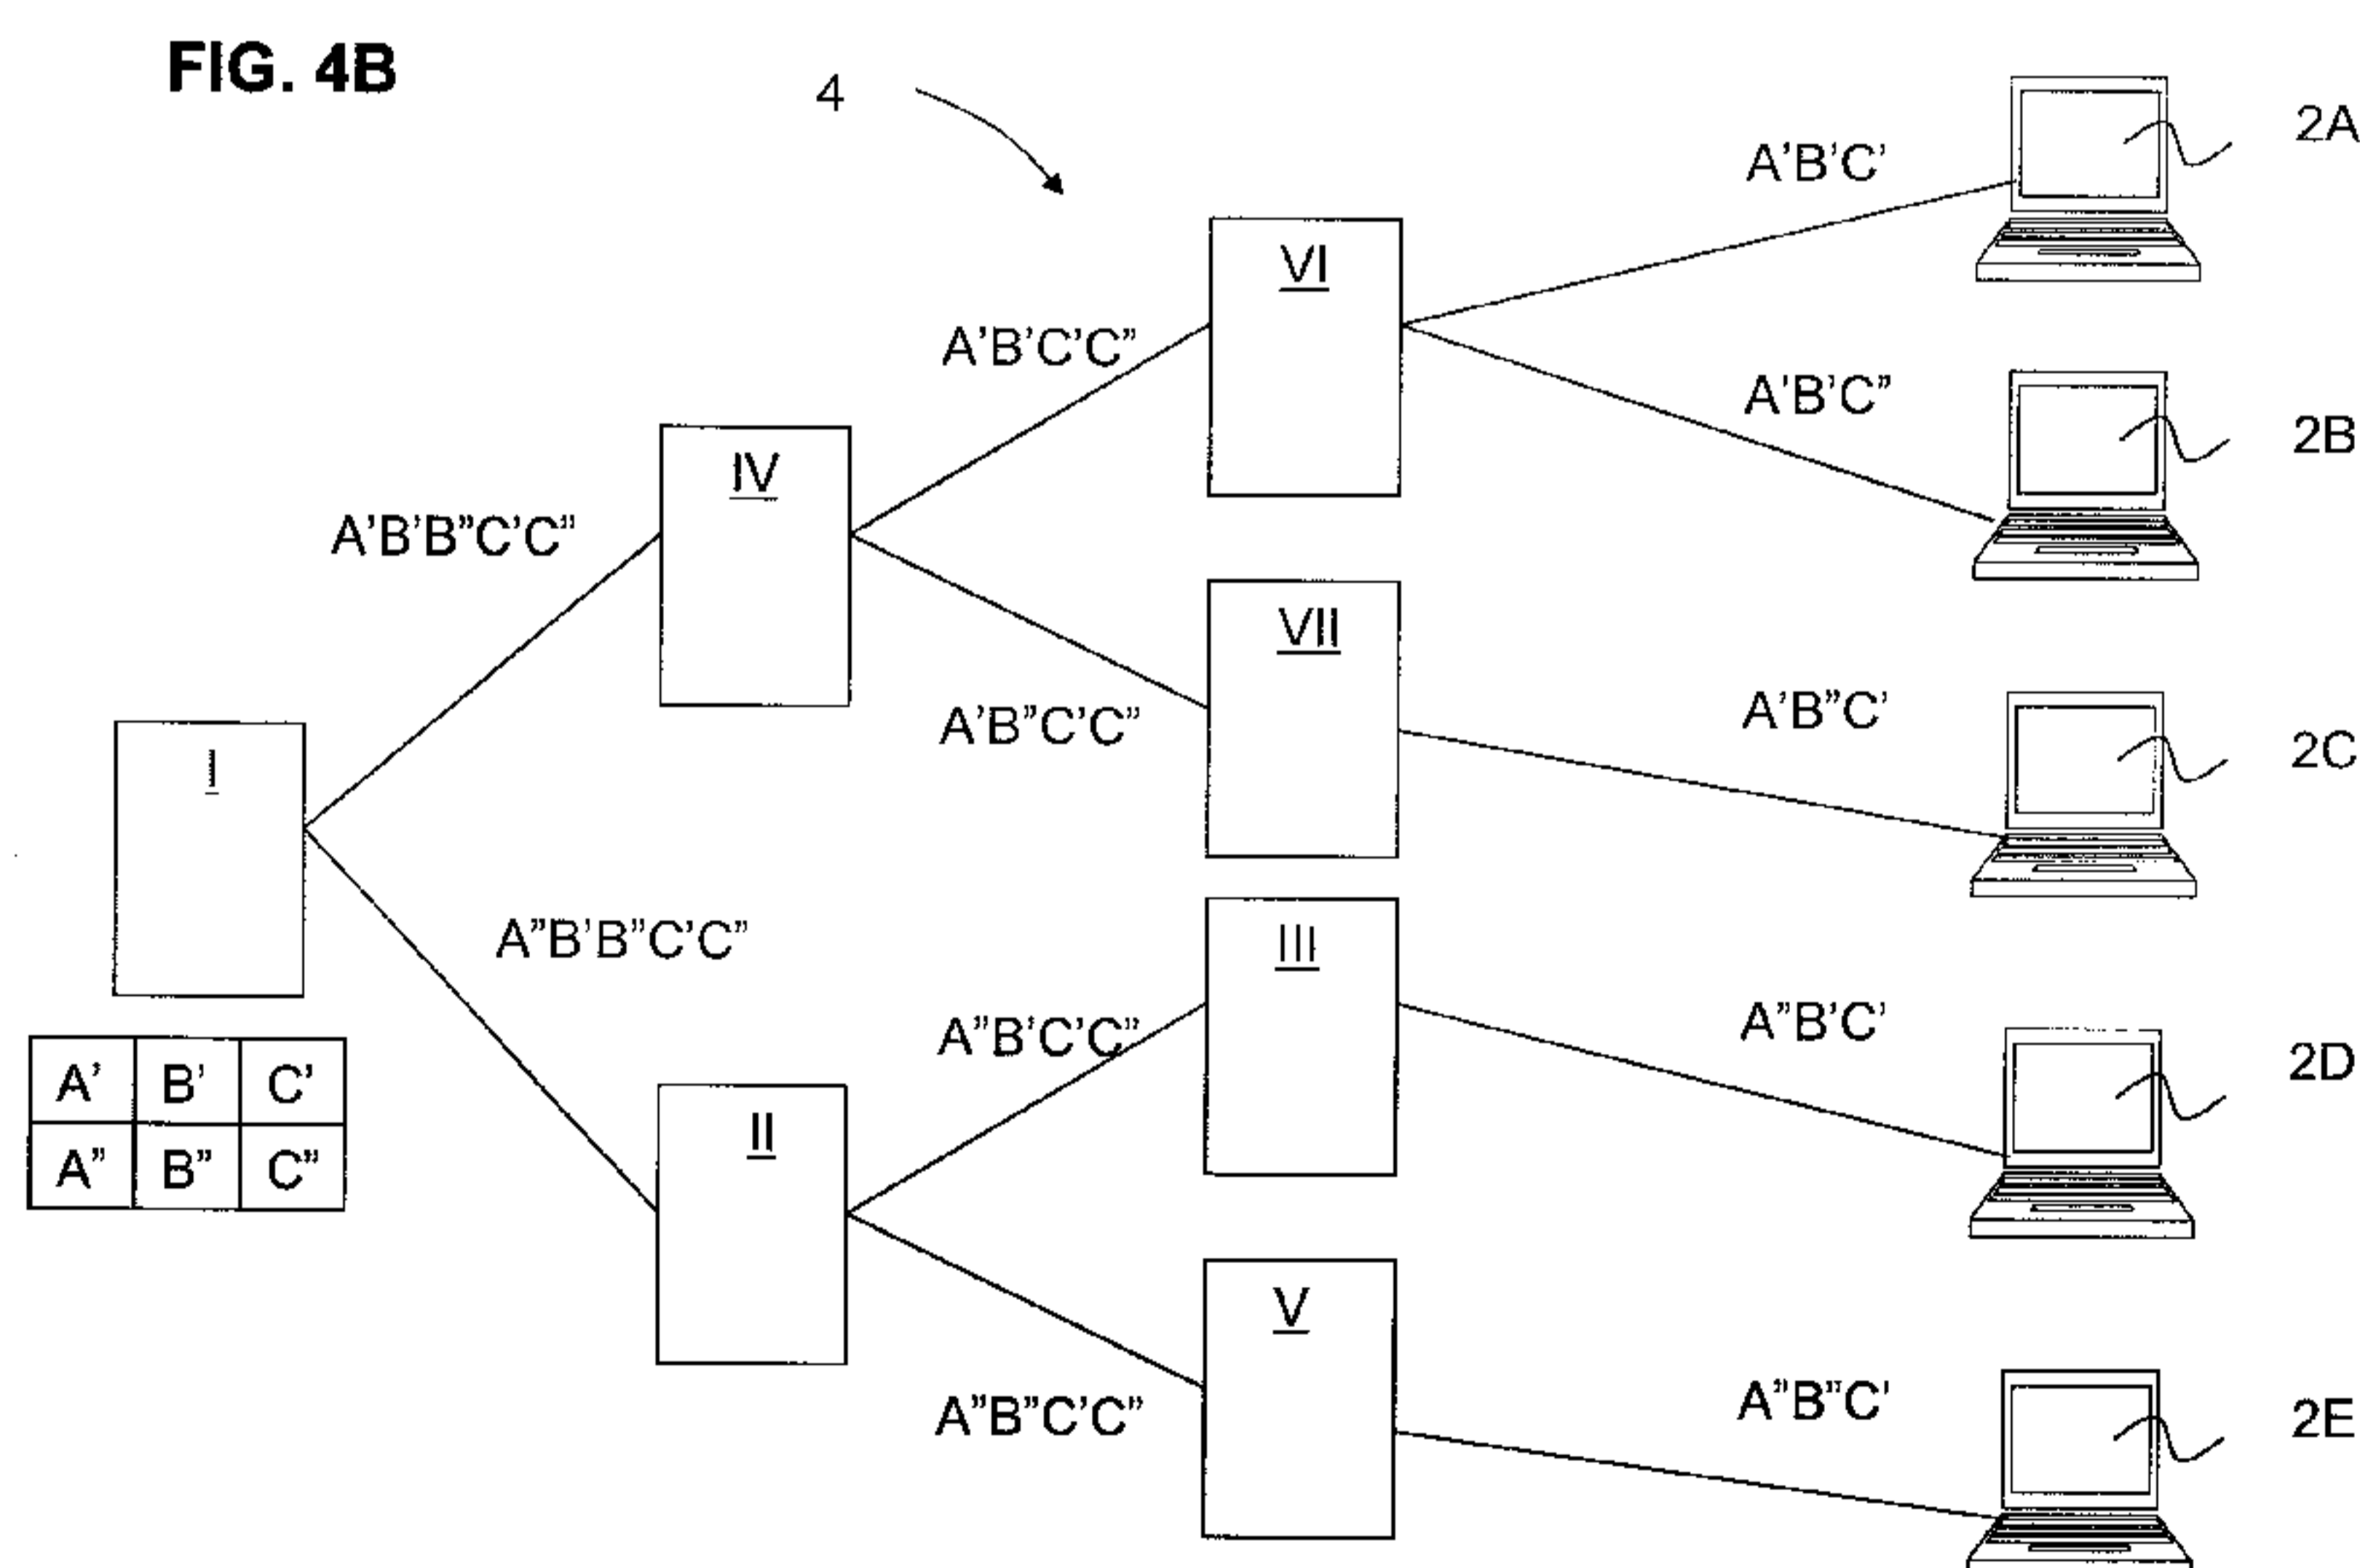 FIG. 4B
4
2A
A'B'C'
VI
A'B'C'C”
A'B'C”
2B
IV
A'B'B”C'C”
VII
A'B”C'C”
A'B”C'
2C
I
A”B'B”C'C”
III
A”B'C'C”
A”B'C'
2D
A' B' C'
A” B” C”
II
V
A”B”C'C”
A”B”C'
2E